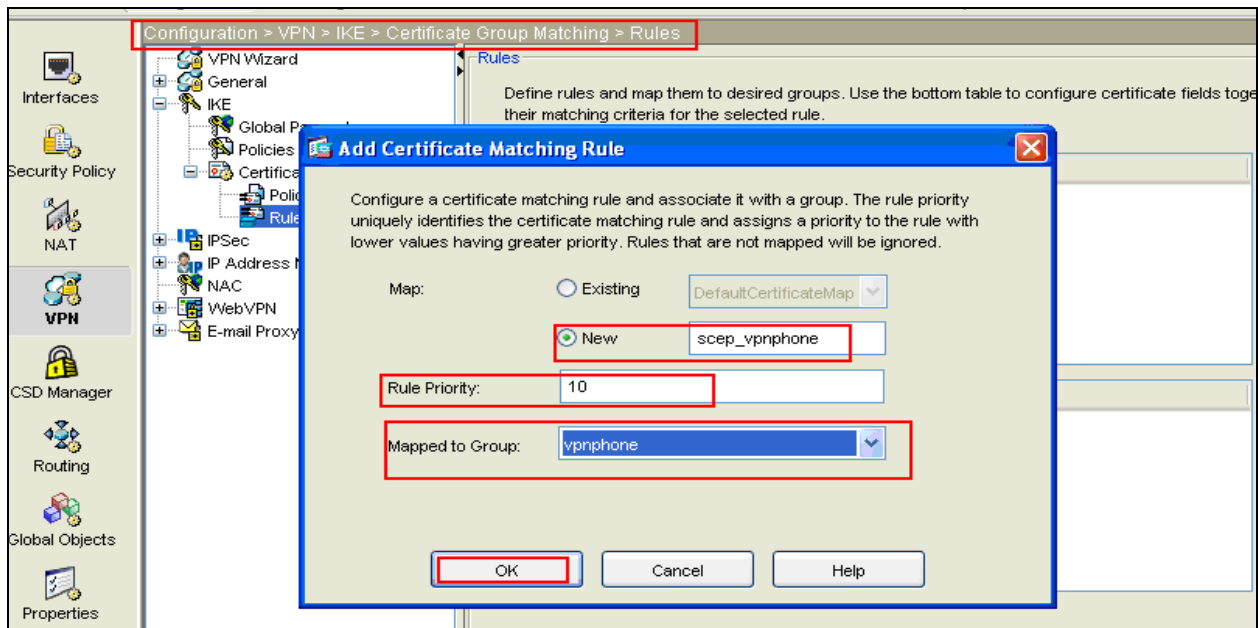 Configuration > VPN > IKE > Certificate Group Matching > Rules
Interfaces
Security Policy
NAT
VPN
CSD Manager
Routing
Global Objects
Properties
VPN Wizard
General
IKE
Global P
Policies
Certifica
Polic
Rule
IPSec
IP Address M
NAC
WebVPN
E-mail Proxy
Rules
Define rules and map them to desired groups. Use the bottom table to configure certificate fields toge
their matching criteria for the selected rule.
Add Certificate Matching Rule
Configure a certificate matching rule and associate it with a group. The rule priority
uniquely identifies the certificate matching rule and assigns a priority to the rule with
lower values having greater priority. Rules that are not mapped will be ignored.
Map: Existing DefaultCertificateMap
New scep_vpnphone
Rule Priority: 10
Mapped to Group: vpnphone
OK Cancel Help